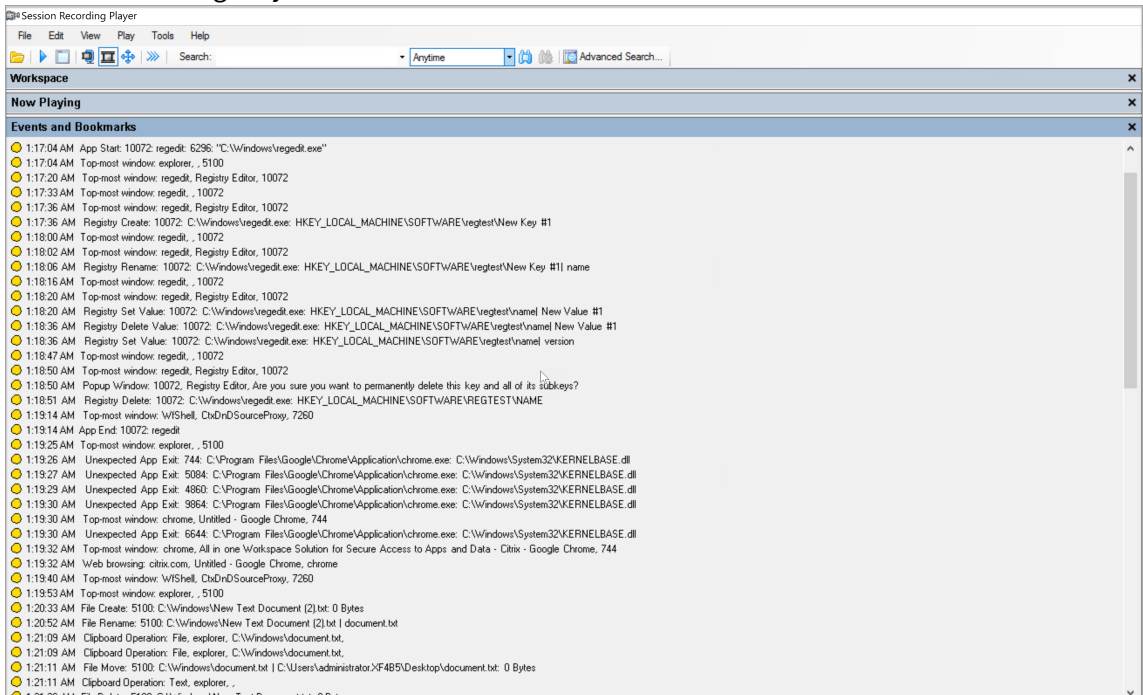 Session Recording Player
File Edit View Play Tools Help
Search: Anytime Advanced Search...
Workspace
Now Playing
Events and Bookmarks
1:17:04 AM App Start: 10072: regedit: 6296: "C:\Windows\regedit.exe"
1:17:04 AM Top-most window: explorer, , 5100
1:17:20 AM Top-most window: regedit, Registry Editor, 10072
1:17:33 AM Top-most window: regedit, , 10072
1:17:36 AM Top-most window: regedit, Registry Editor, 10072
1:17:36 AM Registry Create: 10072: C:\Windows\regedit.exe: HKEY_LOCAL_MACHINE\SOFTWARE\regtest\New Key #1
1:18:00 AM Top-most window: regedit, , 10072
1:18:02 AM Top-most window: regedit, Registry Editor, 10072
1:18:06 AM Registry Rename: 10072: C:\Windows\regedit.exe: HKEY_LOCAL_MACHINE\SOFTWARE\regtest\New Key #1| name
1:18:16 AM Top-most window: regedit, , 10072
1:18:20 AM Top-most window: regedit, Registry Editor, 10072
1:18:20 AM Registry Set Value: 10072: C:\Windows\regedit.exe: HKEY_LOCAL_MACHINE\SOFTWARE\regtest\name| New Value #1
1:18:36 AM Registry Delete Value: 10072: C:\Windows\regedit.exe: HKEY_LOCAL_MACHINE\SOFTWARE\regtest\name| New Value #1
1:18:36 AM Registry Set Value: 10072: C:\Windows\regedit.exe: HKEY_LOCAL_MACHINE\SOFTWARE\regtest\name| version
1:18:47 AM Top-most window: regedit, , 10072
1:18:50 AM Top-most window: regedit, Registry Editor, 10072
1:18:50 AM Popup Window: 10072, Registry Editor, Are you sure you want to permanently delete this key and all of its subkeys?
1:18:51 AM Registry Delete: 10072: C:\Windows\regedit.exe: HKEY_LOCAL_MACHINE\SOFTWARE\REGTEST\NAME
1:19:14 AM Top-most window: WfShell, CtxDnDSourceProxy, 7260
1:19:14 AM App End: 10072: regedit
1:19:25 AM Top-most window: explorer, , 5100
1:19:26 AM Unexpected App Exit: 744: C:\Program Files\Google\Chrome\Application\chrome.exe: C:\Windows\System32\KERNELBASE.dll
1:19:27 AM Unexpected App Exit: 5084: C:\Program Files\Google\Chrome\Application\chrome.exe: C:\Windows\System32\KERNELBASE.dll
1:19:29 AM Unexpected App Exit: 4860: C:\Program Files\Google\Chrome\Application\chrome.exe: C:\Windows\System32\KERNELBASE.dll
1:19:30 AM Unexpected App Exit: 9864: C:\Program Files\Google\Chrome\Application\chrome.exe: C:\Windows\System32\KERNELBASE.dll
1:19:30 AM Top-most window: chrome, Untitled - Google Chrome, 744
1:19:30 AM Unexpected App Exit: 6644: C:\Program Files\Google\Chrome\Application\chrome.exe: C:\Windows\System32\KERNELBASE.dll
1:19:32 AM Top-most window: chrome, All in one Workspace Solution for Secure Access to Apps and Data - Citrix - Google Chrome, 744
1:19:32 AM Web browsing: citrix.com, Untitled - Google Chrome, chrome
1:19:40 AM Top-most window: WfShell, CtxDnDSourceProxy, 7260
1:19:53 AM Top-most window: explorer, , 5100
1:20:33 AM File Create: 5100: C:\Windows\New Text Document (2).txt: 0 Bytes
1:20:52 AM File Rename: 5100: C:\Windows\New Text Document (2).txt | document.txt
1:21:09 AM Clipboard Operation: File, explorer, C:\Windows\document.txt,
1:21:09 AM Clipboard Operation: File, explorer, C:\Windows\document.txt,
1:21:11 AM File Move: 5100: C:\Windows\document.txt | C:\Users\administrator.XF4B5\Desktop\document.txt: 0 Bytes
1:21:11 AM Clipboard Operation: Text, explorer, ,